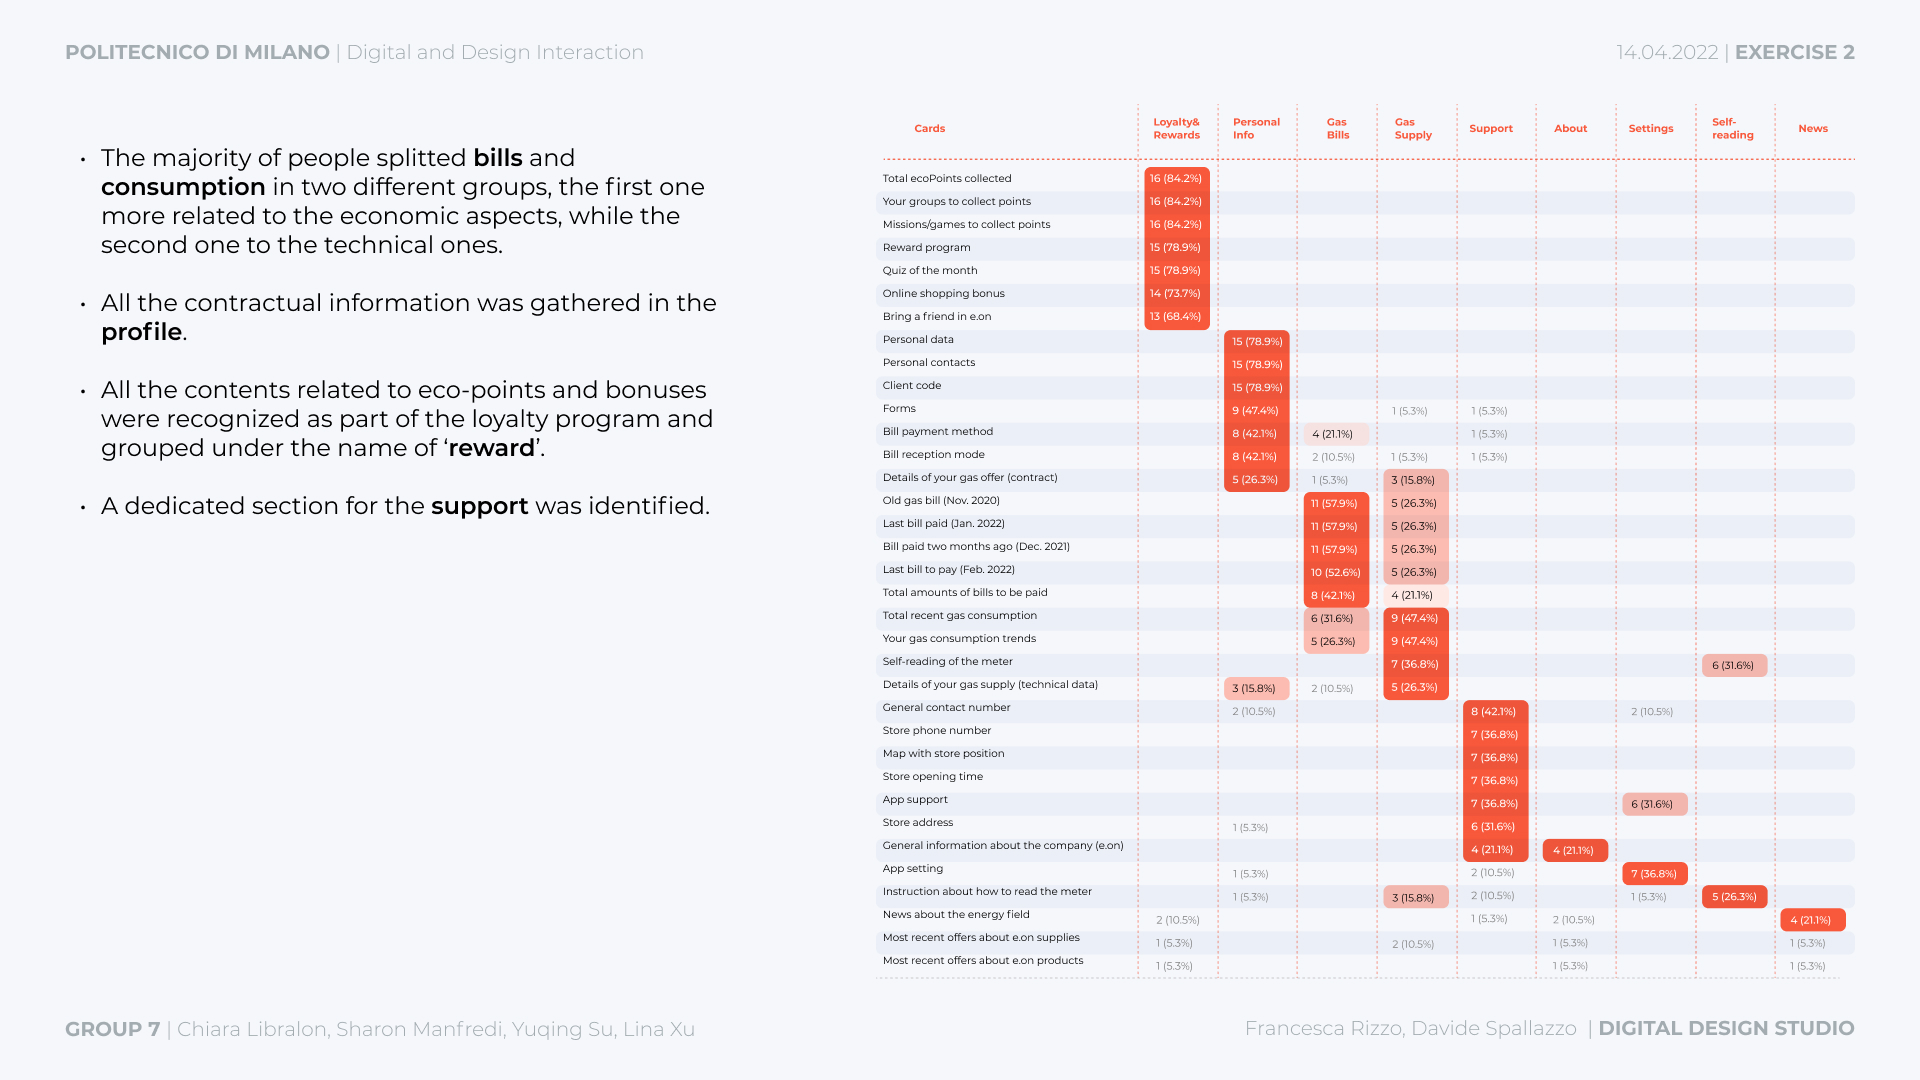 POLITECNICO DI MILANO | Digital and Design Interaction
14.04.2022 | EXERCISE 2
• The majority of people splitted bills and
consumption in two different groups, the first one
more related to the economic aspects, while the
second one to the technical ones.
• All the contractual information was gathered in the
profile.
• All the contents related to eco-points and bonuses
were recognized as part of the loyalty program and
grouped under the name of ‘reward’.
• A dedicated section for the support was identified.
Cards Loyalty& Rewards Personal Info Gas Bills Gas Supply Support About Settings Self-reading News
Total ecoPoints collected 16 (84.2%)
Your groups to collect points 16 (84.2%)
Missions/games to collect points 16 (84.2%)
Reward program 15 (78.9%)
Quiz of the month 15 (78.9%)
Online shopping bonus 14 (73.7%)
Bring a friend in e.on 13 (68.4%)
Personal data 15 (78.9%)
Personal contacts 15 (78.9%)
Client code 15 (78.9%)
Forms 9 (47.4%) 1 (5.3%) 1 (5.3%)
Bill payment method 8 (42.1%) 4 (21.1%) 1 (5.3%)
Bill reception mode 8 (42.1%) 2 (10.5%) 1 (5.3%) 1 (5.3%)
Details of your gas offer (contract) 5 (26.3%) 1 (5.3%) 3 (15.8%)
Old gas bill (Nov. 2020) 11 (57.9%) 5 (26.3%)
Last bill paid (Jan. 2022) 11 (57.9%) 5 (26.3%)
Bill paid two months ago (Dec. 2021) 11 (57.9%) 5 (26.3%)
Last bill to pay (Feb. 2022) 10 (52.6%) 5 (26.3%)
Total amounts of bills to be paid 8 (42.1%) 4 (21.1%)
Total recent gas consumption 6 (31.6%) 9 (47.4%)
Your gas consumption trends 5 (26.3%) 9 (47.4%)
Self-reading of the meter 7 (36.8%) 6 (31.6%)
Details of your gas supply (technical data) 3 (15.8%) 2 (10.5%) 5 (26.3%)
General contact number 2 (10.5%) 8 (42.1%) 2 (10.5%)
Store phone number 7 (36.8%)
Map with store position 7 (36.8%)
Store opening time 7 (36.8%)
App support 7 (36.8%) 6 (31.6%)
Store address 1 (5.3%) 6 (31.6%)
General information about the company (e.on) 4 (21.1%) 4 (21.1%)
App setting 1 (5.3%) 2 (10.5%) 7 (36.8%)
Instruction about how to read the meter 1 (5.3%) 3 (15.8%) 2 (10.5%) 1 (5.3%) 5 (26.3%)
News about the energy field 2 (10.5%) 1 (5.3%) 2 (10.5%) 4 (21.1%)
Most recent offers about e.on supplies 1 (5.3%) 2 (10.5%) 1 (5.3%) 1 (5.3%)
Most recent offers about e.on products 1 (5.3%) 1 (5.3%) 1 (5.3%)
GROUP 7 | Chiara Libralon, Sharon Manfredi, Yuqing Su, Lina Xu
Francesca Rizzo, Davide Spallazzo | DIGITAL DESIGN STUDIO